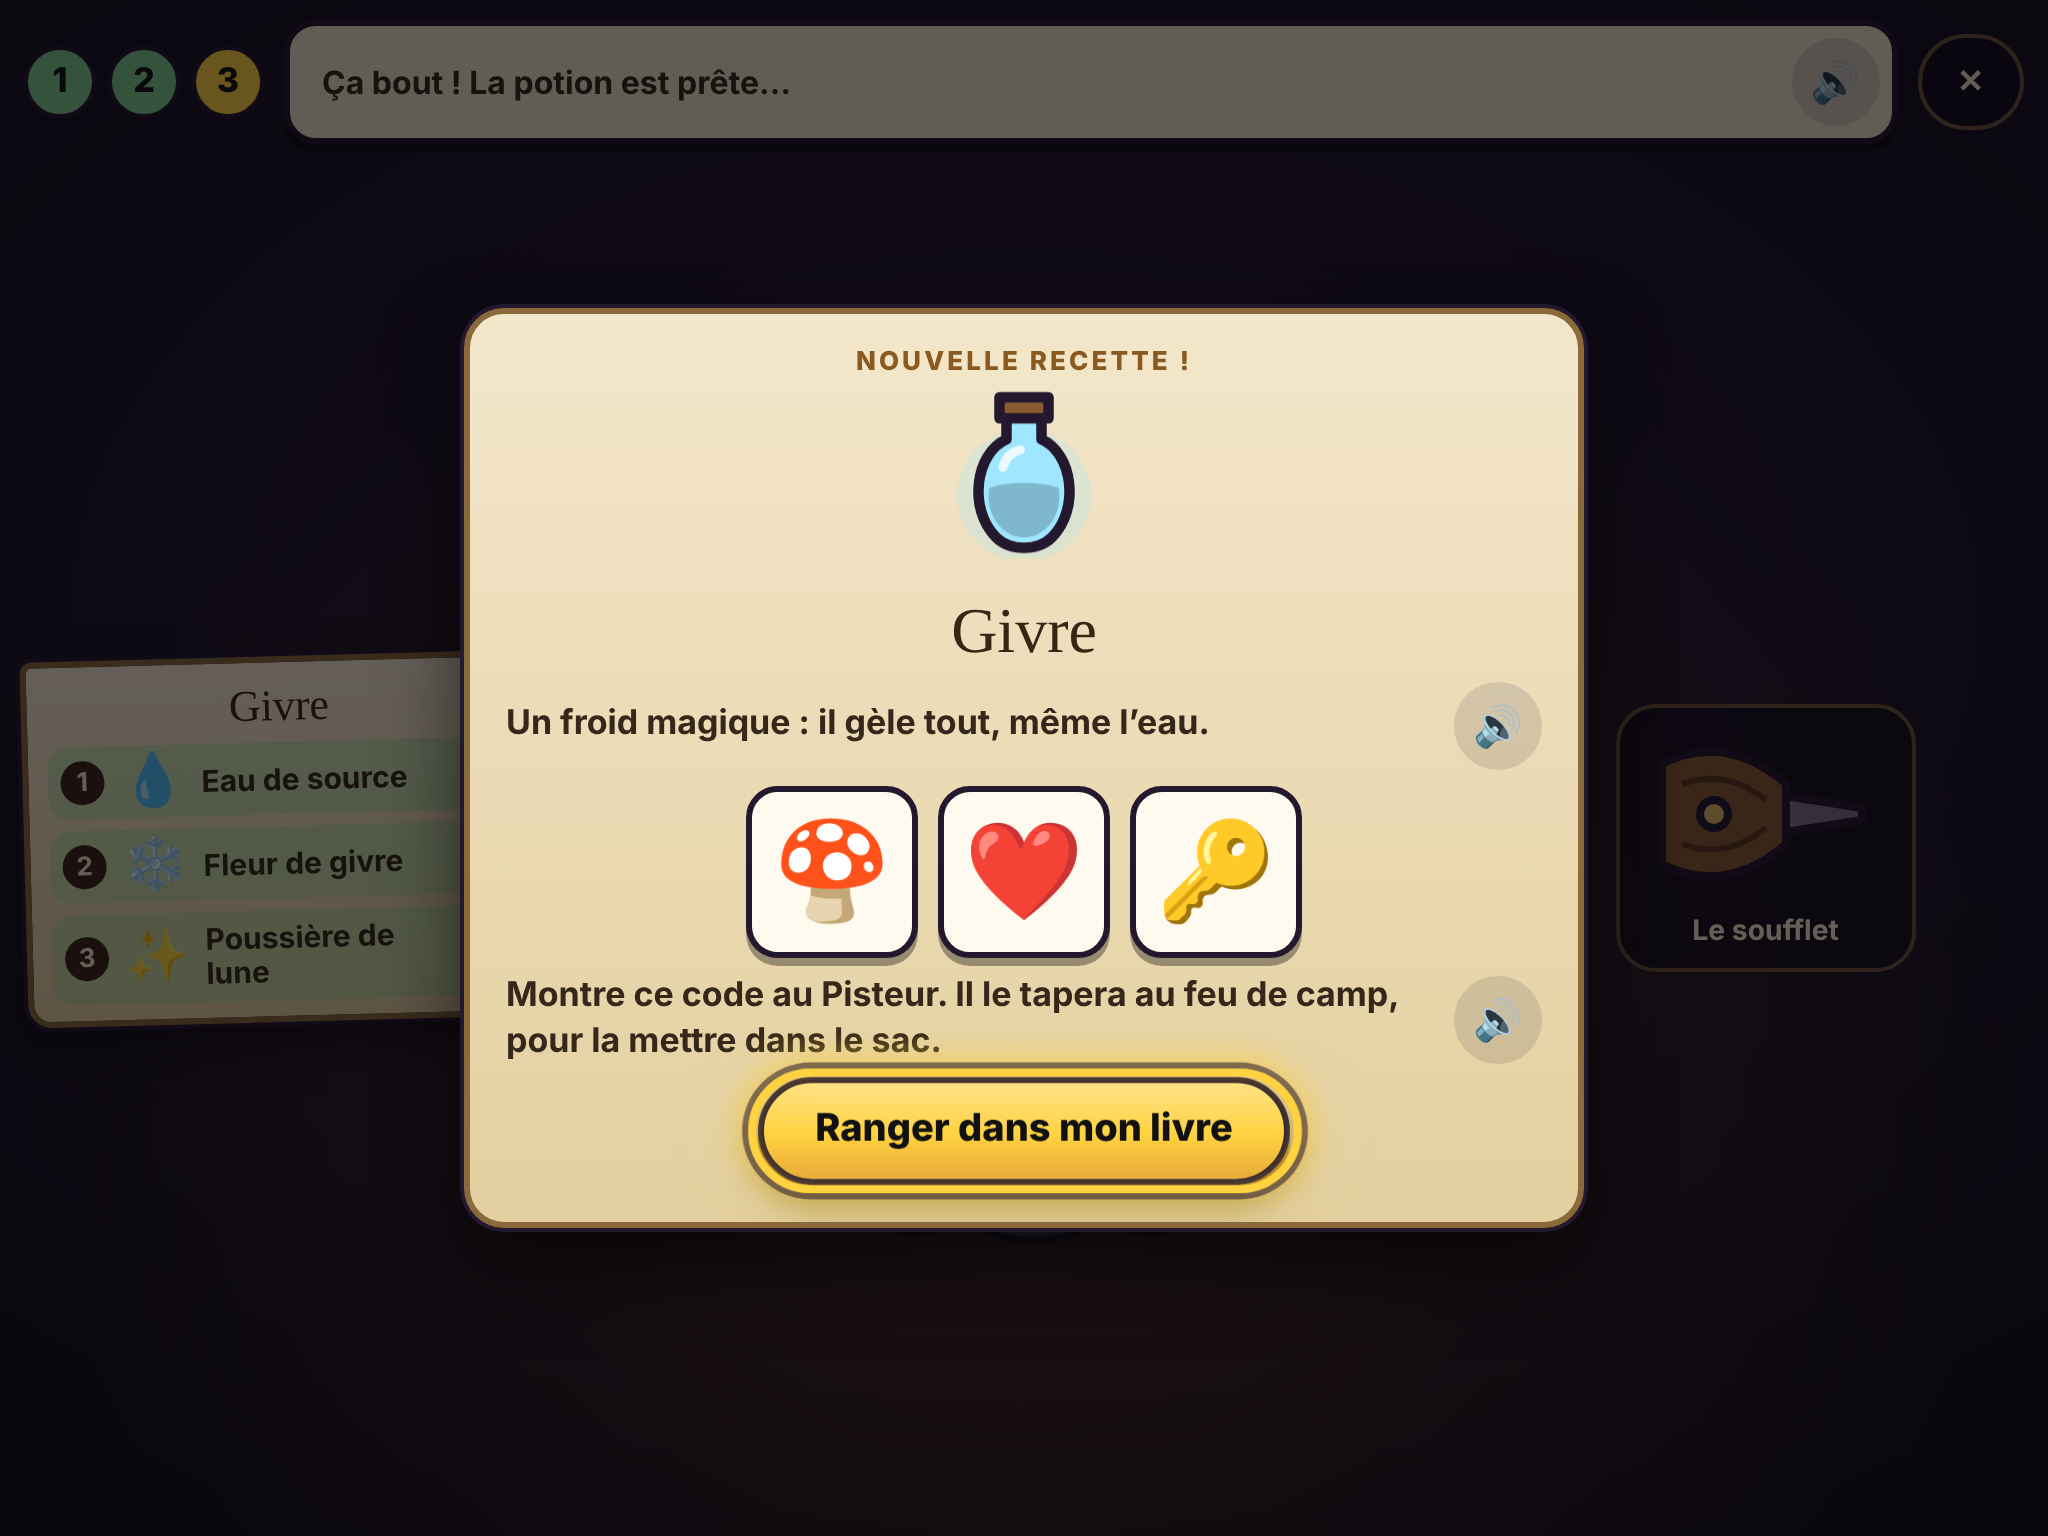 1 2 3
Ça bout ! La potion est prête...
×
NOUVELLE RECETTE !
Givre
Un froid magique : il gèle tout, même l’eau.
Montre ce code au Pisteur. Il le tapera au feu de camp,
pour la mettre dans le sac.
Ranger dans mon livre
Givre
1 Eau de source
2 Fleur de givre
3 Poussière de
lune
Le soufflet